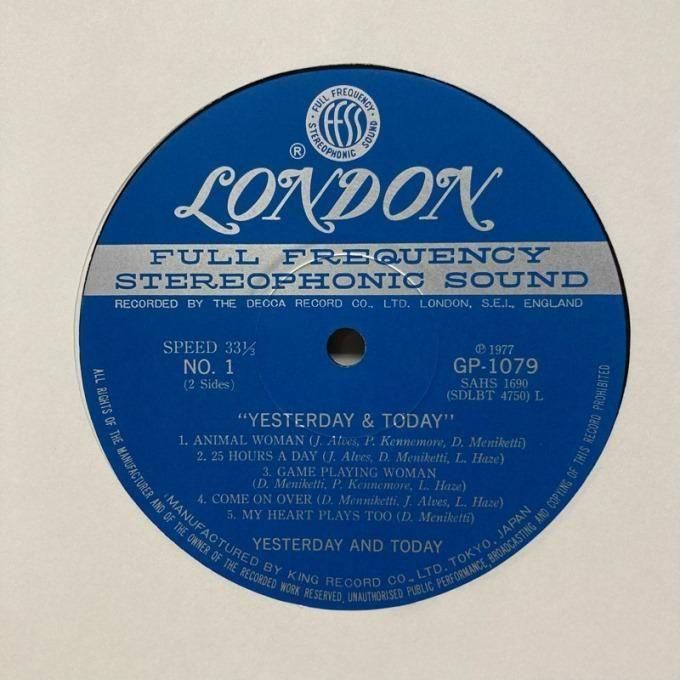 FULL FREQUENCY
FFSS
STEREOPHONIC SOUND
®
LONDON
FULL FREQUENCY
STEREOPHONIC SOUND
RECORDED BY THE DECCA RECORD CO., LTD. LONDON, S.E.I., ENGLAND
SPEED 33⅓
NO. 1
(2 Sides)
℗ 1977
GP-1079
SAHS 1690
(SDLBT 4750) L
"YESTERDAY & TODAY"
1. ANIMAL WOMAN (J. Alves, P. Kennemore, D. Meniketti)
2. 25 HOURS A DAY (J. Alves, D. Meniketti, L. Haze)
3. GAME PLAYING WOMAN
(D. Meniketti, P. Kennemore, L. Haze)
4. COME ON OVER (D. Menniketti, J. Alves, L. Haze)
5. MY HEART PLAYS TOO (D. Meniketti)
YESTERDAY AND TODAY
MANUFACTURED BY KING RECORD CO., LTD. TOKYO, JAPAN
ALL RIGHTS OF THE MANUFACTURER AND OF THE OWNER OF THE RECORDED WORK RESERVED, UNAUTHORISED PUBLIC PERFORMANCE, BROADCASTING AND COPYING OF THIS RECORD PROHIBITED